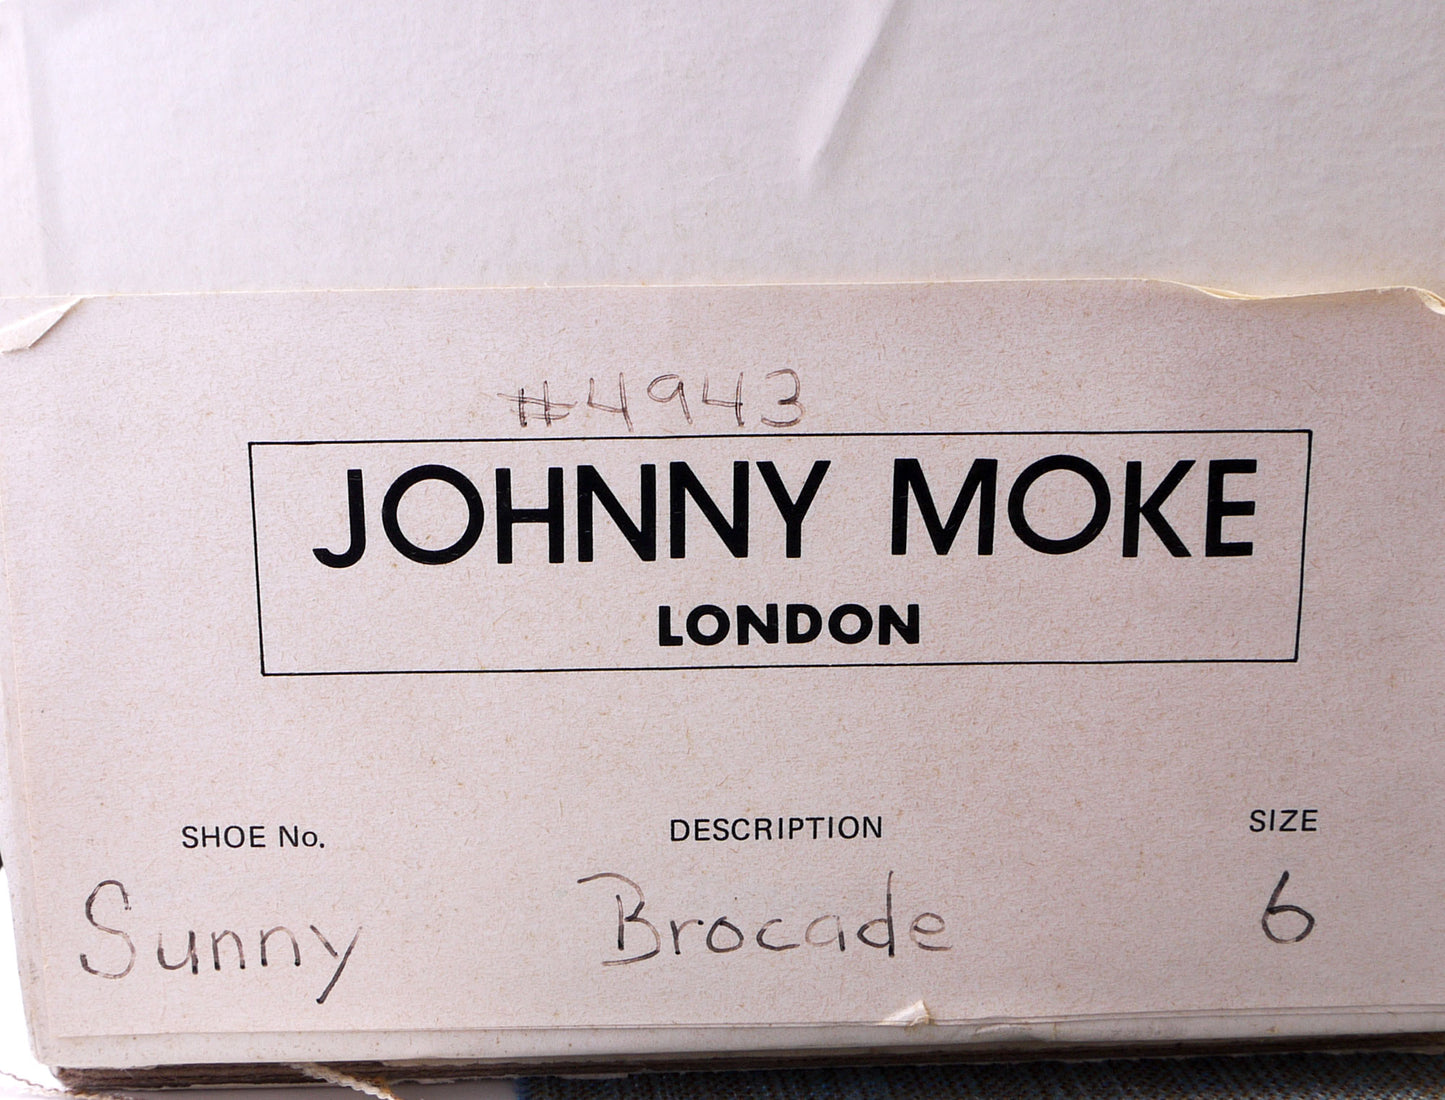 #4943
JOHNNY MOKE
LONDON
SHOE No. DESCRIPTION SIZE
Sunny Brocade 6